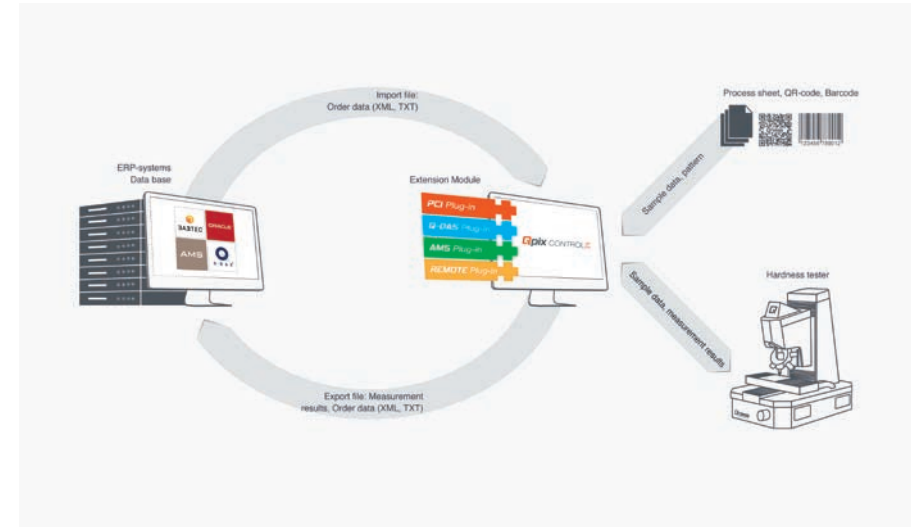 Import file:
Order data (XML, TXT)
Process sheet, QR-code, Barcode
Sample data, pattern
ERP-systems
Data base
Extension Module
BABTEC
ORACLE
AMS
PCI Plug-In
Q-DAS Plug-in
AMS Plug-in
REMOTE Plug-in
Qpix CONTROL2
Sample data, measurement results
Hardness tester
Export file: Measurement
results, Order data (XML, TXT)